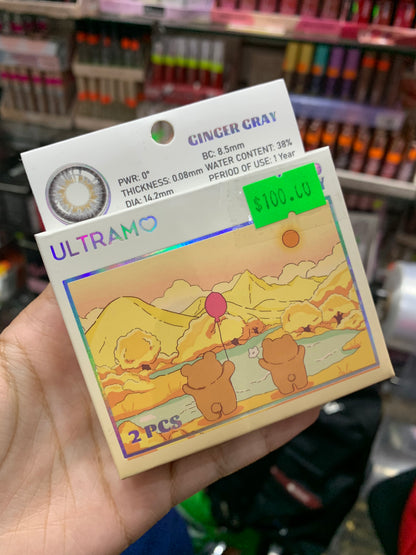 GINGER GRAY
PWR: 0°
BC: 8.5mm
THICKNESS: 0.08mm
WATER CONTENT: 38%
DIA: 14.2mm
PERIOD OF USE: 1 Year
$100.00
ULTRAMO
2 PCS